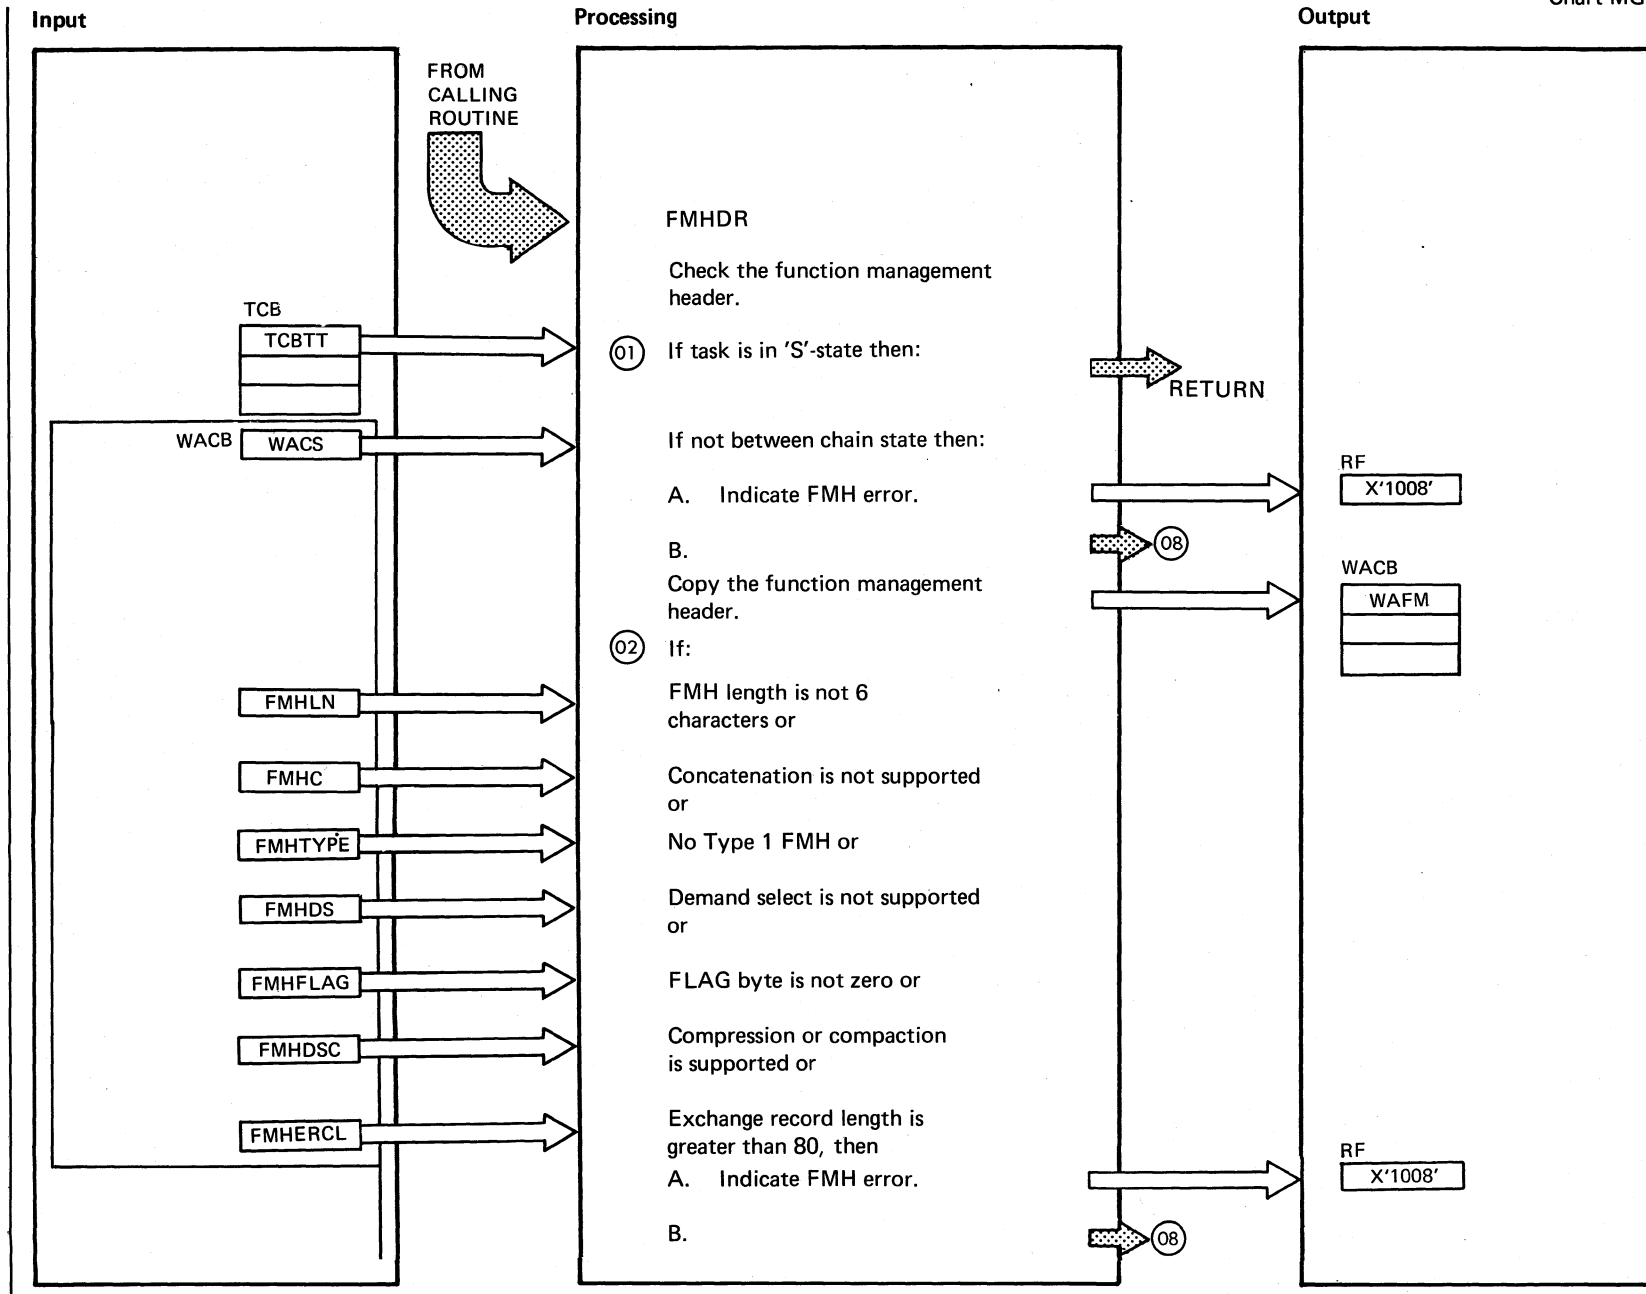 Chart MG
Input
Processing
Output
FROM
CALLING
ROUTINE
FMHDR
Check the function management
header.
TCB
TCBTT
01 If task is in 'S'-state then:
RETURN
WACB WACS
If not between chain state then:
RF
A. Indicate FMH error.
X'1008'
B.
08
WACB
Copy the function management
header.
WAFM
02 If:
FMHLN
FMH length is not 6
characters or
FMHC
Concatenation is not supported
or
FMHTYPE
No Type 1 FMH or
FMHDS
Demand select is not supported
or
FMHFLAG
FLAG byte is not zero or
FMHDSC
Compression or compaction
is supported or
FMHERCL
Exchange record length is
greater than 80, then
RF
A. Indicate FMH error.
X'1008'
B.
08